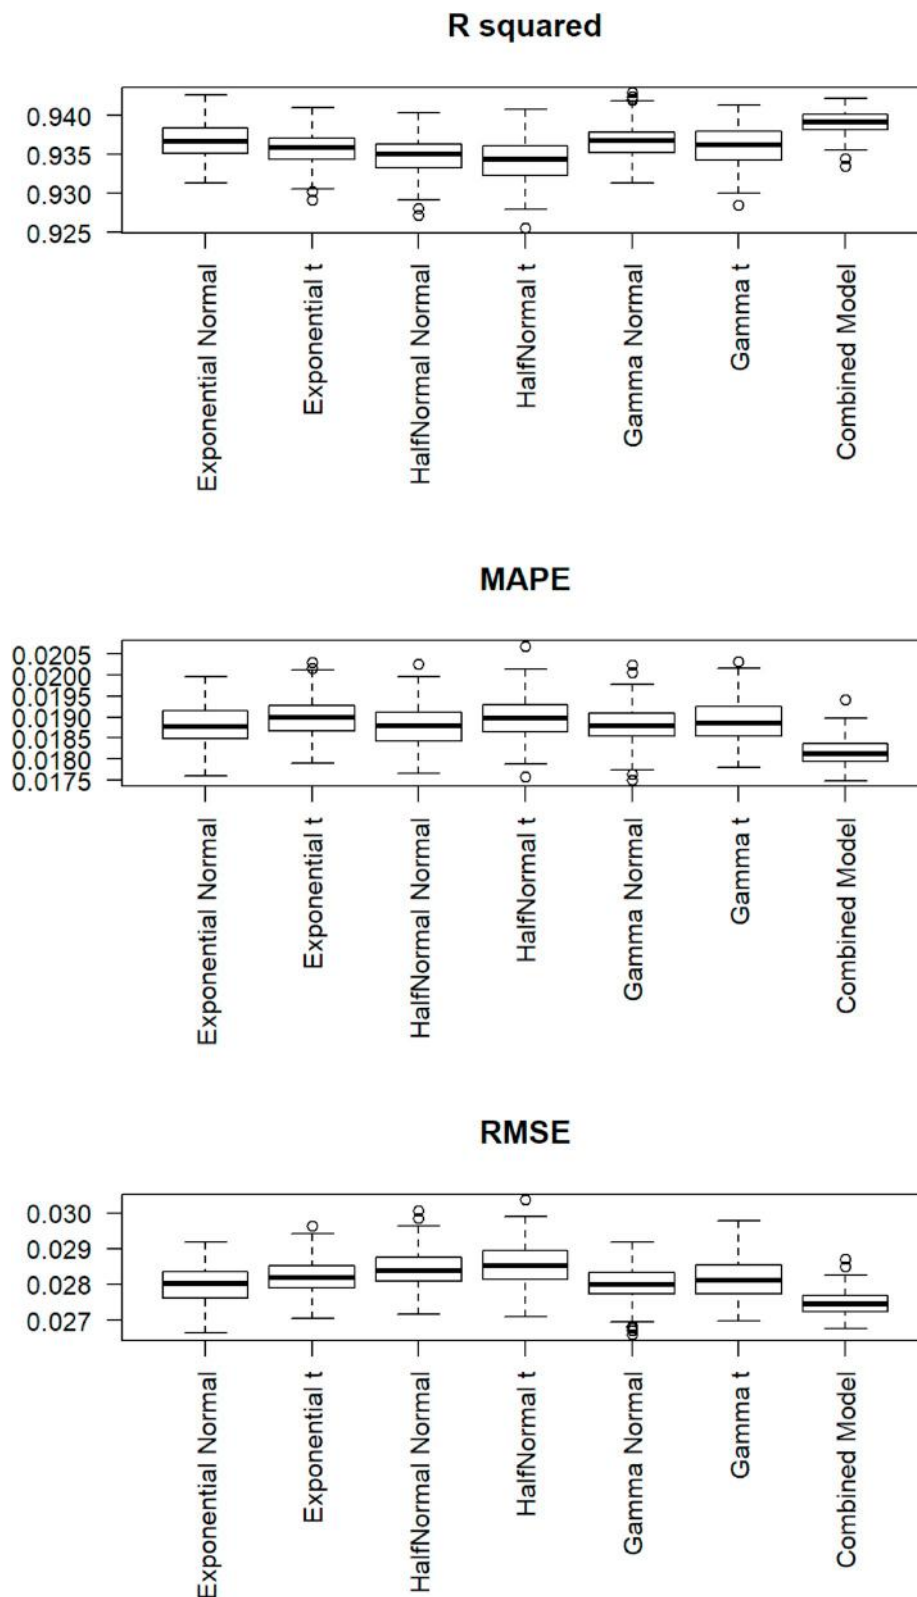 R squared
0.940
0.935
0.930
0.925
Exponential Normal
Exponential t
HalfNormal Normal
HalfNormal t
Gamma Normal
Gamma t
Combined Model
MAPE
0.0205
0.0200
0.0195
0.0190
0.0185
0.0180
0.0175
Exponential Normal
Exponential t
HalfNormal Normal
HalfNormal t
Gamma Normal
Gamma t
Combined Model
RMSE
0.030
0.029
0.028
0.027
Exponential Normal
Exponential t
HalfNormal Normal
HalfNormal t
Gamma Normal
Gamma t
Combined Model